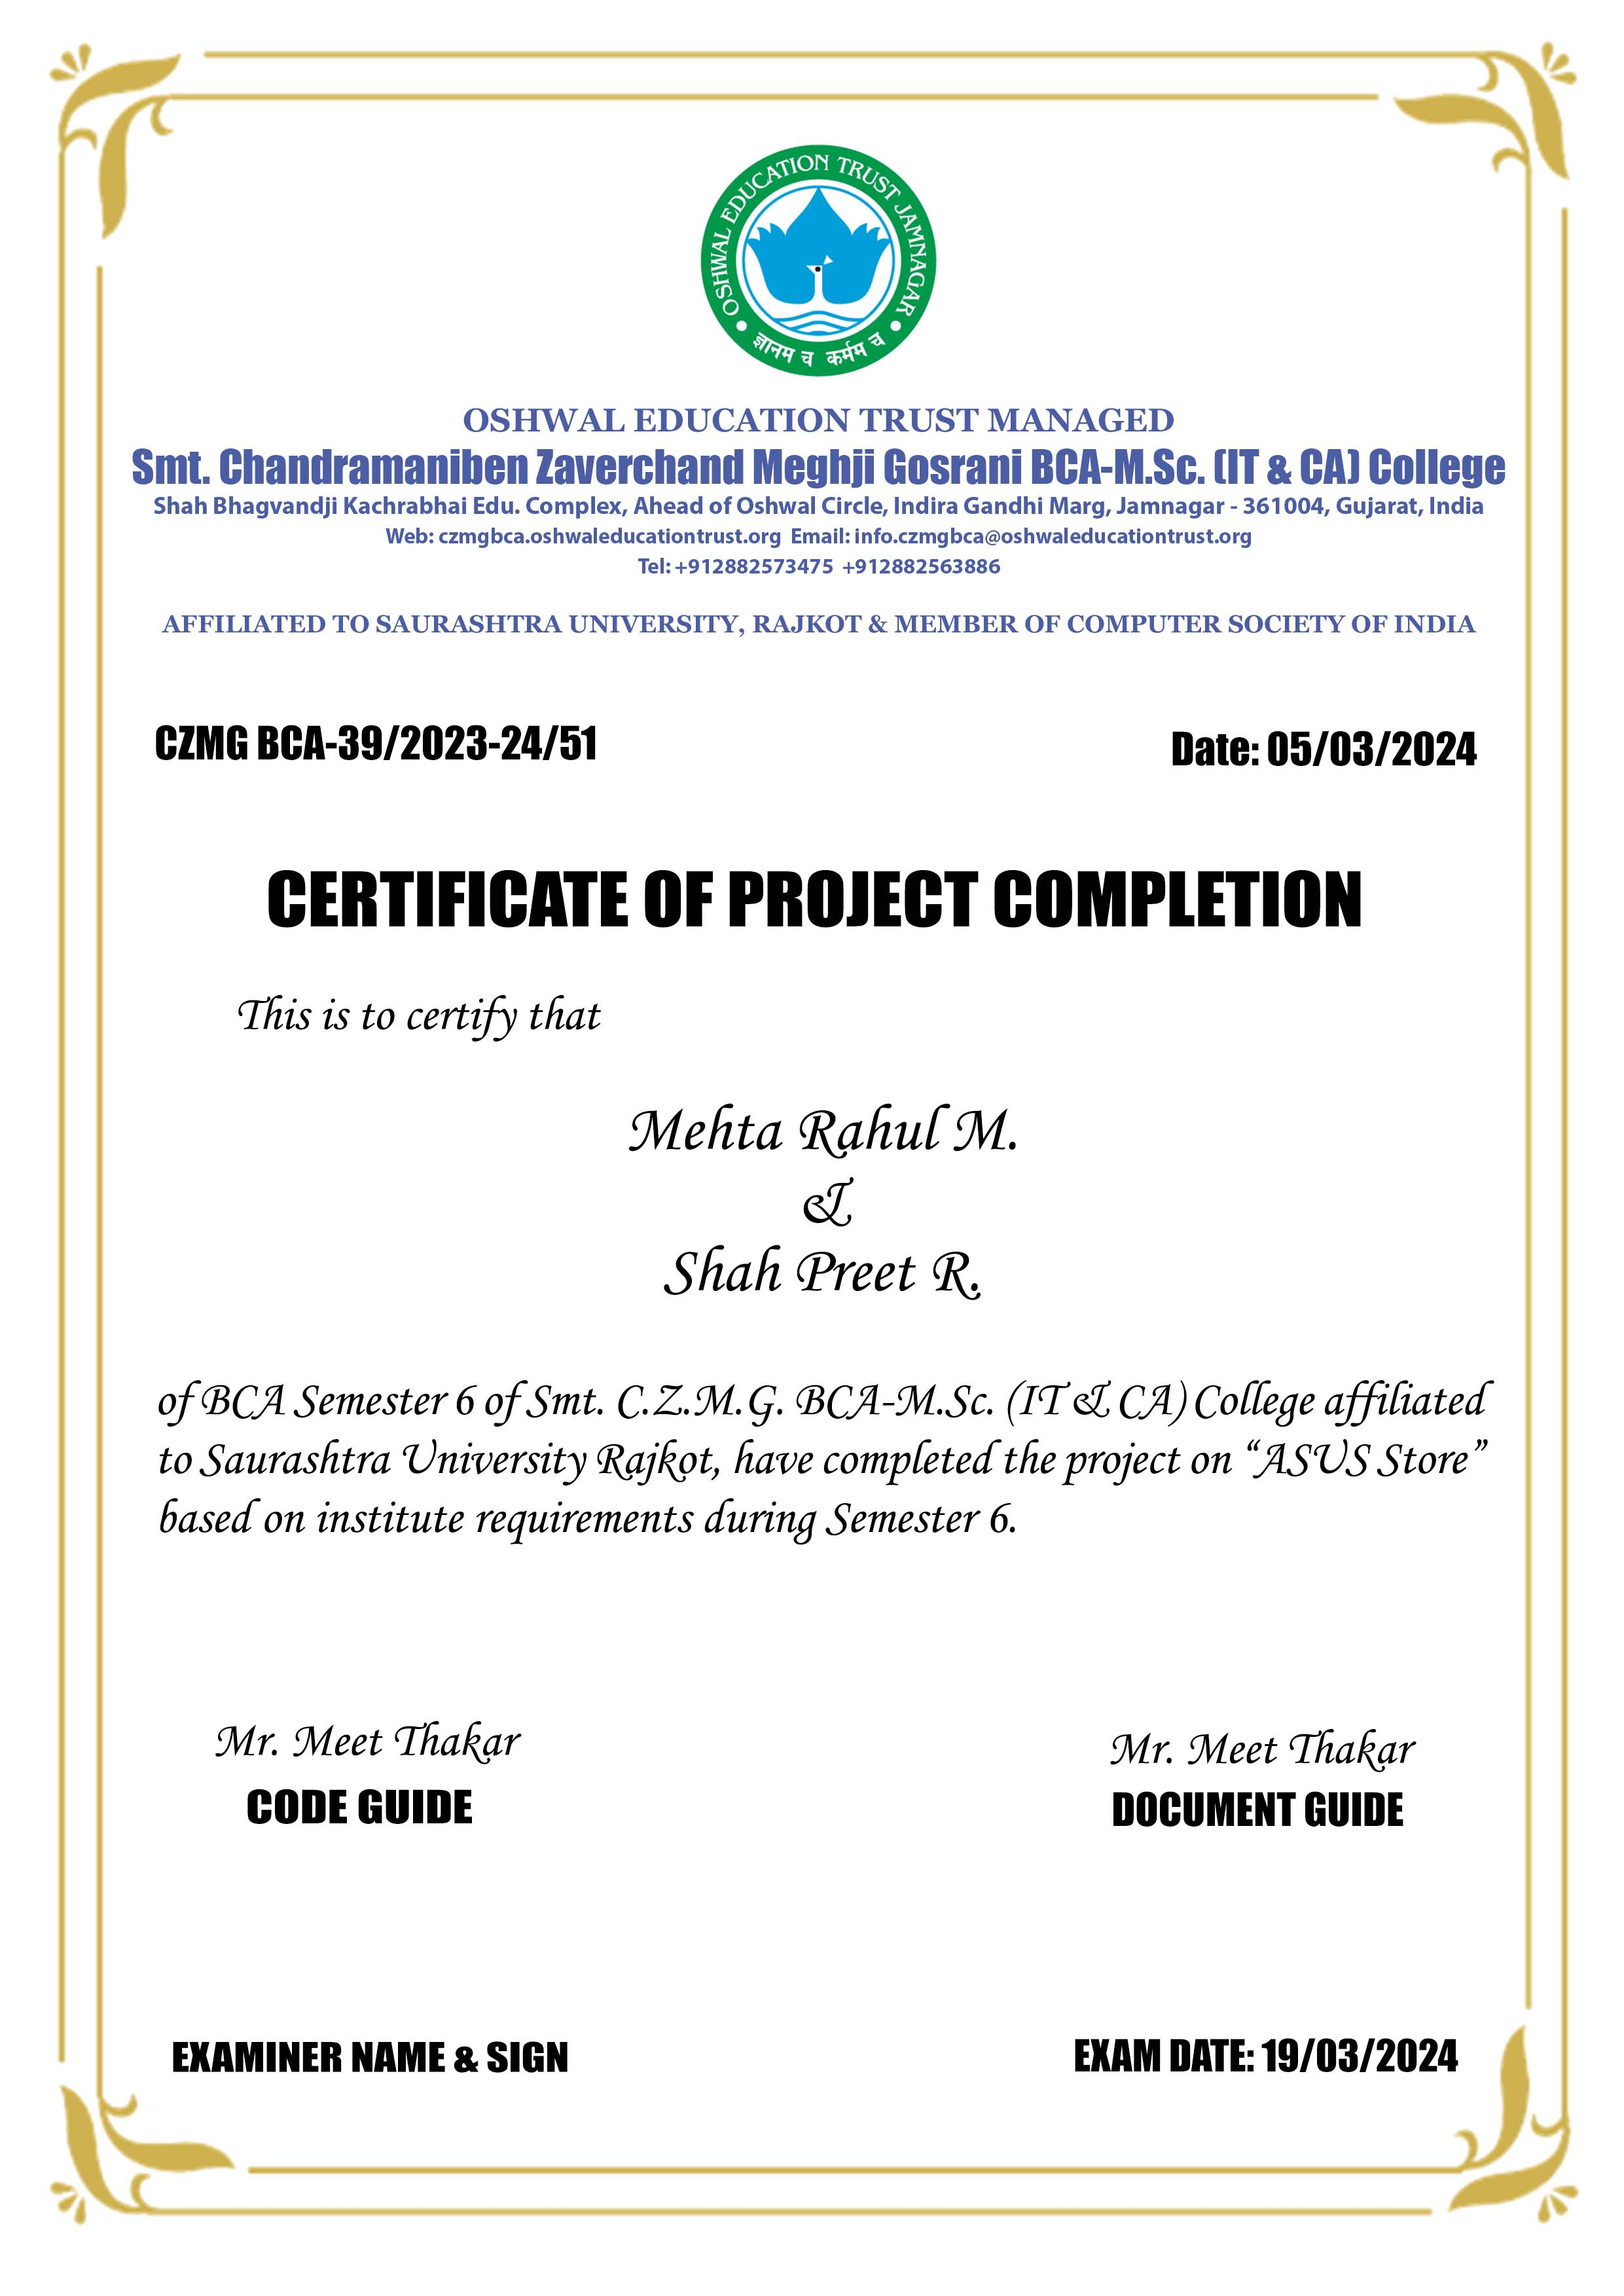 OSHWAL EDUCATION TRUST JAMNAGAR
ज्ञानम च कर्मम च
OSHWAL EDUCATION TRUST MANAGED
Smt. Chandramaniben Zaverchand Meghji Gosrani BCA-M.Sc. (IT & CA) College
Shah Bhagvandji Kachrabhai Edu. Complex, Ahead of Oshwal Circle, Indira Gandhi Marg, Jamnagar - 361004, Gujarat, India
Web: czmgbca.oshwaleducationtrust.org Email: info.czmgbca@oshwaleducationtrust.org
Tel: +912882573475 +912882563886
AFFILIATED TO SAURASHTRA UNIVERSITY, RAJKOT & MEMBER OF COMPUTER SOCIETY OF INDIA
CZMG BCA-39/2023-24/51
Date: 05/03/2024
CERTIFICATE OF PROJECT COMPLETION
This is to certify that
Mehta Rahul M.
&
Shah Preet R.
of BCA Semester 6 of Smt. C.Z.M.G. BCA-M.Sc. (IT & CA) College affiliated
to Saurashtra University Rajkot, have completed the project on “ASUS Store”
based on institute requirements during Semester 6.
Mr. Meet Thakar
CODE GUIDE
Mr. Meet Thakar
DOCUMENT GUIDE
EXAMINER NAME & SIGN
EXAM DATE: 19/03/2024